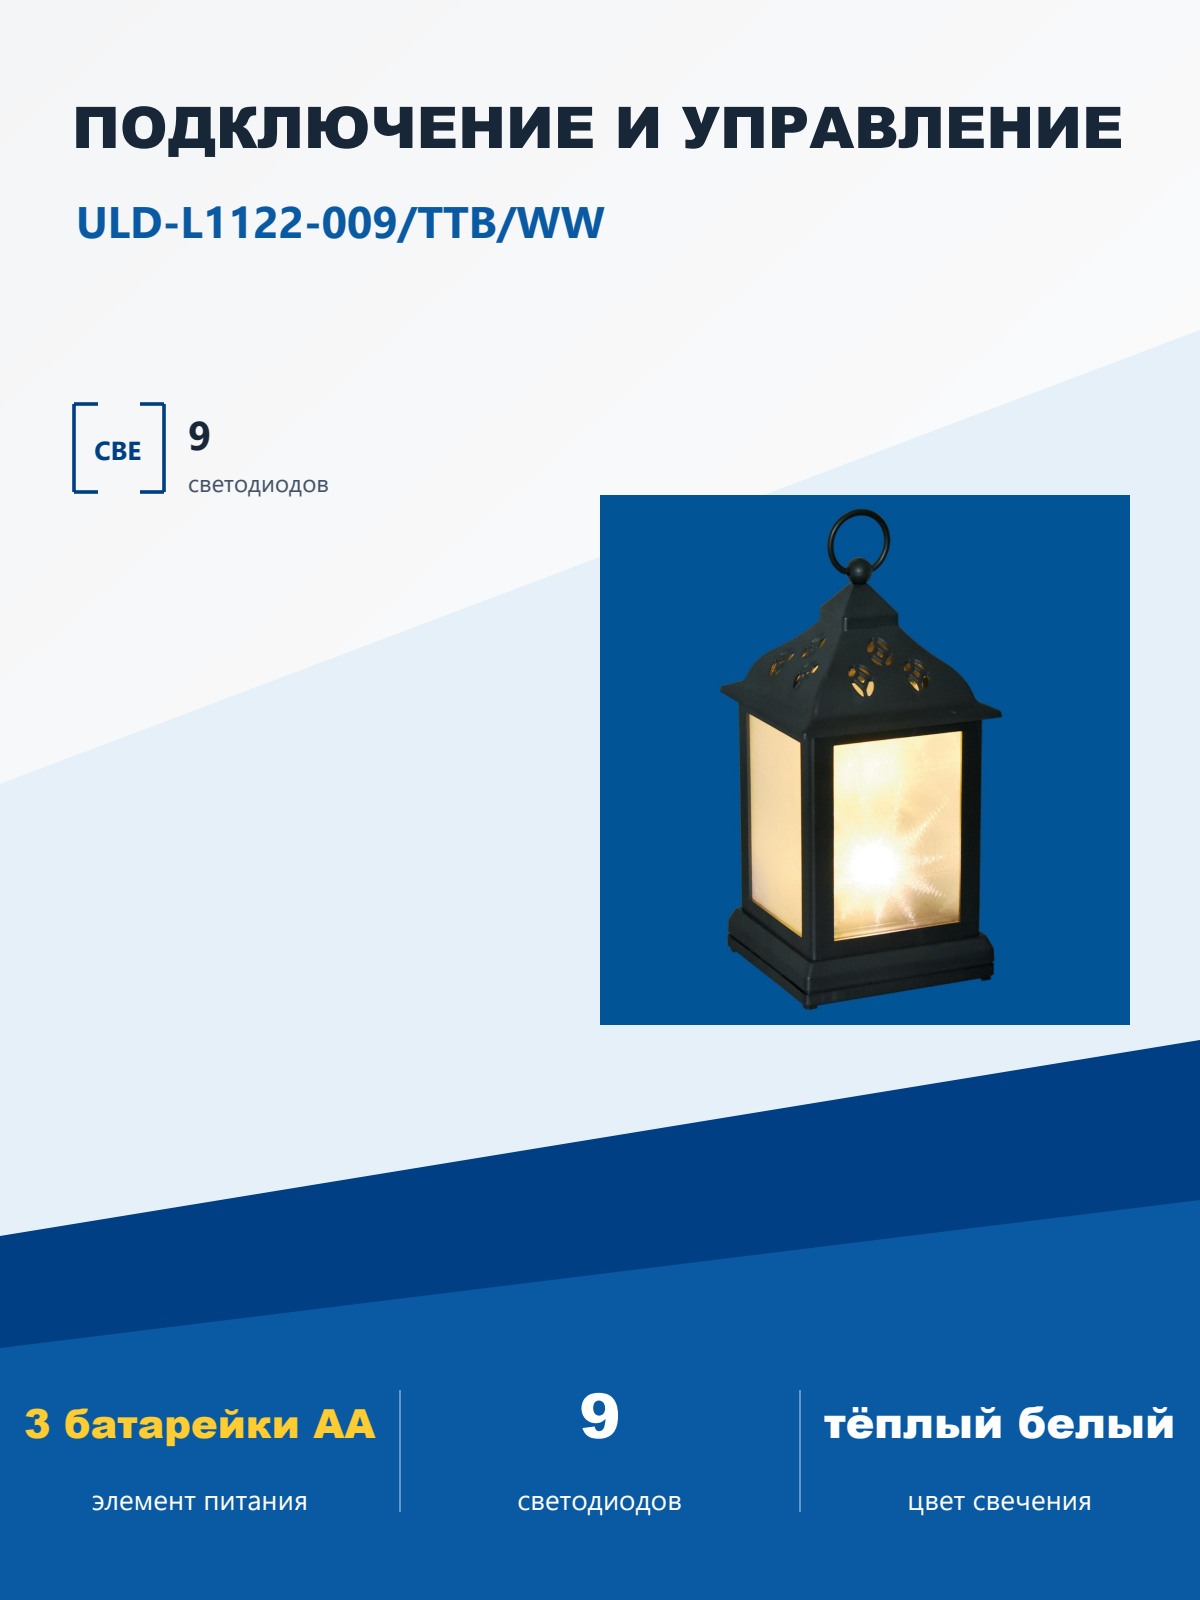 ПОДКЛЮЧЕНИЕ И УПРАВЛЕНИЕ
ULD-L1122-009/TTB/WW
СВЕ
9
светодиодов
3 батарейки АА
элемент питания
9
светодиодов
тёплый белый
цвет свечения